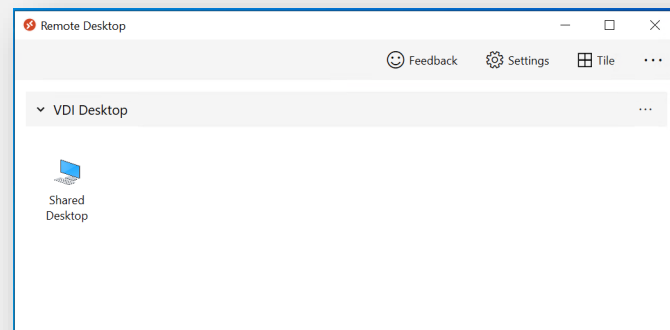 Remote Desktop
Feedback Settings Tile
VDI Desktop
Shared
Desktop